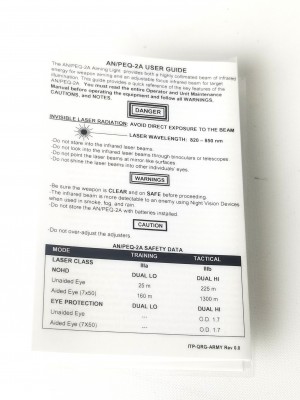 AN/PEQ-2A USER GUIDE
The AN/PEQ-2A Aiming Light provides both a highly collimated beam of infrared
energy for weapon aiming and an adjustable focus infrared beam for target
illumination. This guide provides a quick reference of the key features of the
AN/PEQ-2A. You must read the entire Operator and Unit Maintenance
Manual before operating the equipment and follow all WARNINGS,
CAUTIONS, and NOTES.
DANGER
INVISIBLE LASER RADIATION: AVOID DIRECT EXPOSURE TO THE BEAM
LASER WAVELENGTH: 820 – 850 nm
-Do not stare into the infrared laser beams.
-Do not look into the infrared laser beams through binoculars or telescopes
-Do not point the laser beams at mirror-like surfaces
-Do not shine the laser beams into other individuals' eyes.
WARNINGS
-Be sure the weapon is CLEAR and on SAFE before proceeding.
-The infrared beam is more detectable to an enemy using Night Vision Devices
when used in smoke, fog, and rain.
-Do not store the AN/PEQ-2A with batteries installed.
CAUTION
-Do not over-adjust the adjusters.
AN/PEQ-2A SAFETY DATA
MODE TRAINING TACTICAL
LASER CLASS IIIa IIIb
NOHD DUAL LO DUAL HI
Unaided Eye 25 m 225 m
Aided Eye (7x50) 160 m 1300 m
EYE PROTECTION DUAL LO DUAL HI
Unaided Eye — O.D. 1.7
Aided Eye (7X50) — O.D. 1.7
ITP-QRG-ARMY Rev 0.0